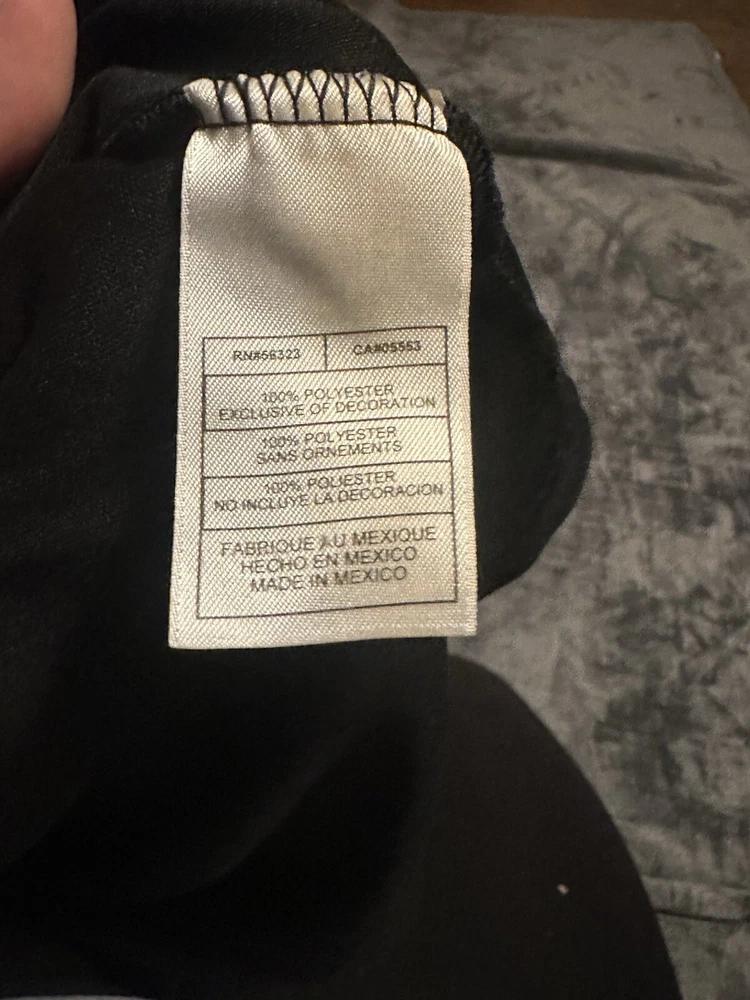 RN#56323 CA#05553
100% POLYESTER
EXCLUSIVE OF DECORATION
100% POLYESTER
SANS ORNEMENTS
100% POLIESTER
NO INCLUYE LA DECORACION
FABRIQUE AU MEXIQUE
HECHO EN MEXICO
MADE IN MEXICO